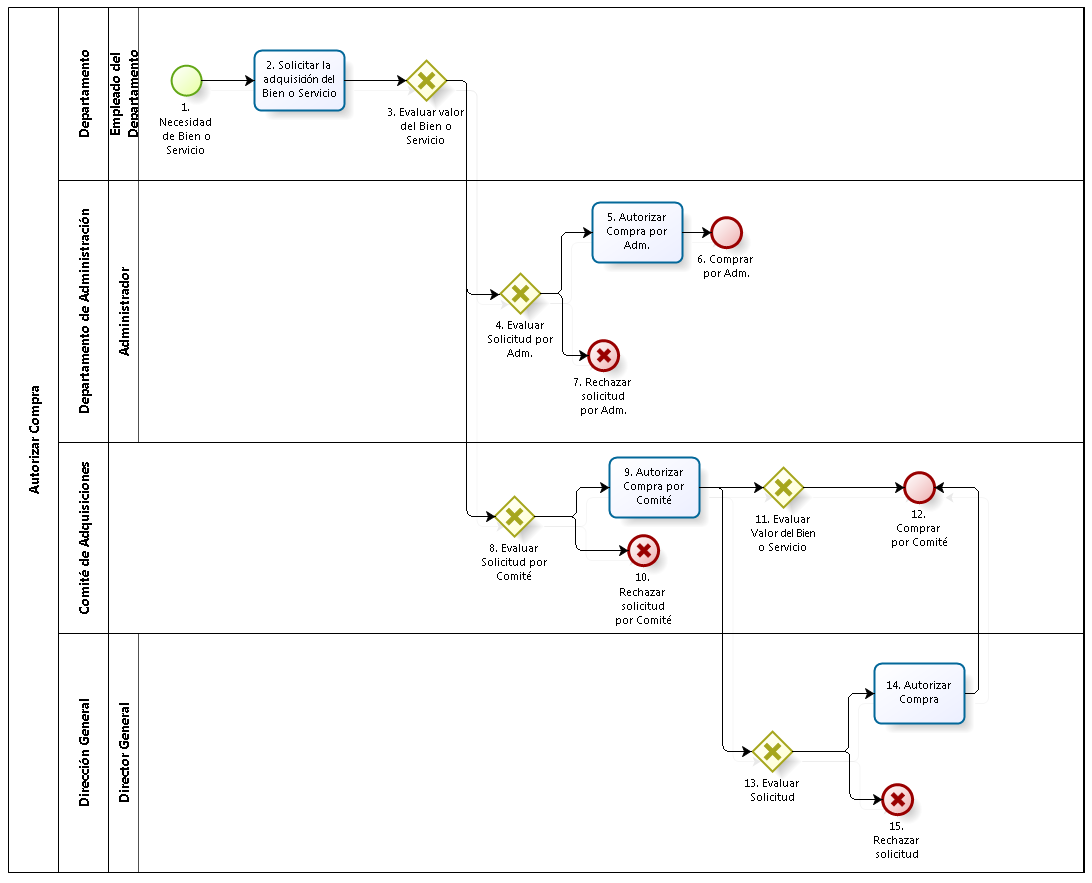 Autorizar Compra
Departamento
Empleado del
Departamento
1.
Necesidad
de Bien o
Servicio
2. Solicitar la
adquisición del
Bien o Servicio
3. Evaluar valor
del Bien o
Servicio
Departamento de Administración
Administrador
4. Evaluar
Solicitud por
Adm.
5. Autorizar
Compra por
Adm.
6. Comprar
por Adm.
7. Rechazar
solicitud
por Adm.
Comité de Adquisiciones
8. Evaluar
Solicitud por
Comité
9. Autorizar
Compra por
Comité
10.
Rechazar
solicitud
por Comité
11. Evaluar
Valor del Bien
o Servicio
12.
Comprar
por Comité
Dirección General
Director General
13. Evaluar
Solicitud
14. Autorizar
Compra
15.
Rechazar
solicitud